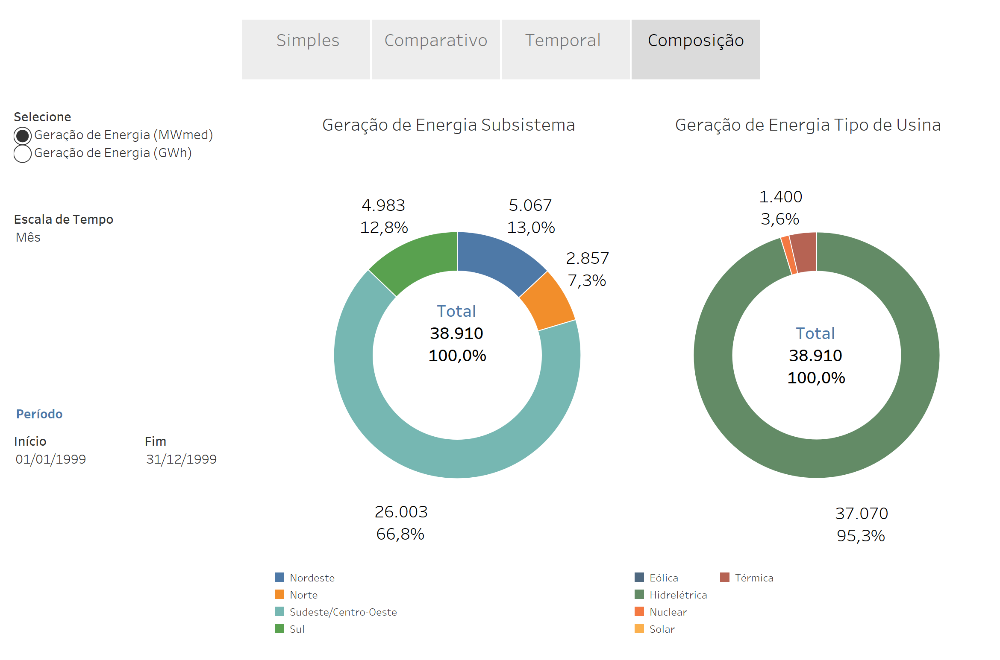 Simples
Comparativo
Temporal
Composição
Selecione
Geração de Energia (MWmed)
Geração de Energia (GWh)
Escala de Tempo
Mês
Período
Início
Fim
01/01/1999
31/12/1999
Geração de Energia Subsistema
4.983
12,8%
5.067
13,0%
2.857
7,3%
Total
38.910
100,0%
26.003
66,8%
Nordeste
Norte
Sudeste/Centro-Oeste
Sul
Geração de Energia Tipo de Usina
1.400
3,6%
Total
38.910
100,0%
37.070
95,3%
Eólica
Hidrelétrica
Nuclear
Solar
Térmica